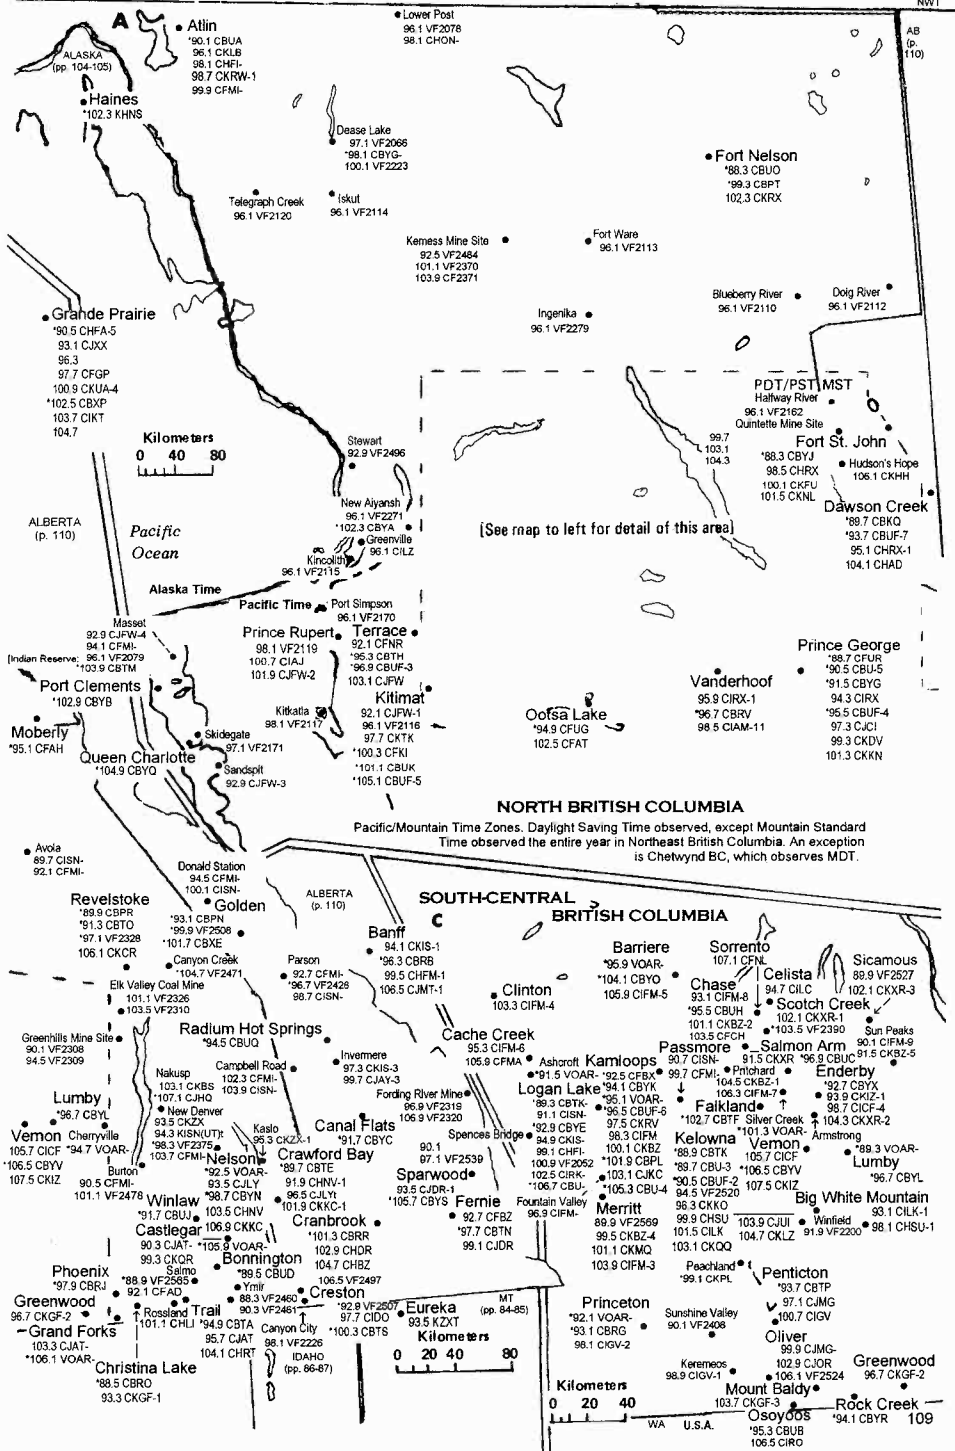 NWT
A
Atlin
*90.1 CBUA
96.1 CKLB
98.1 CHFI-
98.7 CKRW-1
99.9 CFMI-
Lower Post
96.1 VF2078
98.1 CHON-
AB
(p.
110)
ALASKA
(pp. 104-105)
Haines
*102.3 KHNS
Dease Lake
97.1 VF2066
*98.1 CBYG-
100.1 VF2223
Fort Nelson
*88.3 CBUO
*99.3 CBPT
102.3 CKRX
Telegraph Creek
96.1 VF2120
Iskut
96.1 VF2114
Kemess Mine Site
92.5 VF2484
101.1 VF2370
103.9 CF2371
Fort Ware
96.1 VF2113
Blueberry River
96.1 VF2110
Doig River
96.1 VF2112
Ingenika
96.1 VF2279
Grande Prairie
*90.5 CHFA-5
93.1 CJXX
96.3
97.7 CFGP
100.9 CKUA-4
*102.5 CBXP
103.7 CIKT
104.7
Kilometers
0 40 80
PDT/PST MST
Halfway River
96.1 VF2162
Quintette Mine Site
99.7
103.1
104.3
Fort St. John
*88.3 CBYJ
98.5 CHRX
100.1 CKFU
101.5 CKNL
Hudson's Hope
106.1 CKHH
Dawson Creek
*89.7 CBKQ
*93.7 CBUF-7
95.1 CHRX-1
104.1 CHAD
Stewart
92.9 VF2496
New Aiyansh
96.1 VF2271
*102.3 CBYA
Greenville
96.1 CILZ
Kincolith
96.1 VF2115
[See map to left for detail of this area]
ALBERTA
(p. 110)
Pacific
Ocean
Alaska Time
Pacific Time
Port Simpson
96.1 VF2170
Masset
92.9 CJFW-4
94.1 CFMI-
[Indian Reserve: 96.1 VF2079
*103.9 CBTM
Port Clements
*102.9 CBYB
Prince Rupert
98.1 VF2119
100.7 CIAJ
101.9 CJFW-2
Terrace
92.1 CFNR
*95.3 CBTH
*96.9 CBUF-3
103.1 CJFW
Kitimat
92.1 CJFW-1
96.1 VF2116
97.7 CKTK
*100.3 CFKI
*101.1 CBUK
*105.1 CBUF-5
Kitkatla
98.1 VF2117
Ootsa Lake
*94.9 CFUG
102.5 CFAT
Vanderhoof
95.9 CIRX-1
*96.7 CBRV
98.5 CIAM-11
Prince George
*88.7 CFUR
*90.5 CBU-5
*91.5 CBYG
94.3 CIRX
*95.5 CBUF-4
97.3 CJCI
99.3 CKDV
101.3 CKKN
Moberly
*95.1 CFAH
Skidegate
97.1 VF2171
Queen Charlotte
*104.9 CBYQ
Sandspit
92.9 CJFW-3
NORTH BRITISH COLUMBIA
Pacific/Mountain Time Zones. Daylight Saving Time observed, except Mountain Standard
Time observed the entire year in Northeast British Columbia. An exception
is Chetwynd BC, which observes MDT.
Avola
89.7 CISN-
92.1 CFMI-
Donald Station
94.5 CFMI-
100.1 CISN-
Revelstoke
*89.9 CBPR
*91.3 CBTO
*97.1 VF2328
106.1 CKCR
Golden
*93.1 CBPN
*99.9 VF2508
*101.7 CBXE
ALBERTA
(p. 110)
SOUTH-CENTRAL
C
BRITISH COLUMBIA
Banff
94.1 CKIS-1
*96.3 CBRB
99.5 CHFM-1
106.5 CJMT-1
Canyon Creek
*104.7 VF2471
Parson
92.7 CFMI-
*96.7 VF2426
98.7 CISN-
Elk Valley Coal Mine
101.1 VF2326
103.5 VF2310
Clinton
103.3 CIFM-4
Barriere
*95.9 VOAR-
*104.1 CBYO
105.9 CIFM-5
Sorrento
107.1 CFNL
Chase
93.1 CIFM-8
*95.5 CBUH
101.1 CKBZ-2
103.5 CFCH
Celista
94.7 CILC
Sicamous
89.9 VF2527
102.1 CKXR-3
Scotch Creek
102.1 CKXR-1
*103.5 VF2390
Sun Peaks
90.1 CIFM-9
91.5 CKBZ-5
Greenhills Mine Site
90.1 VF2308
94.5 VF2309
Radium Hot Springs
*94.5 CBUQ
Cache Creek
95.3 CIFM-6
105.9 CFMA
Invermere
97.3 CKIS-3
99.7 CJAY-3
Campbell Road
102.3 CFMI-
103.9 CISN-
Nakusp
103.1 CKBS
*107.1 CJHQ
Ashcroft
*91.5 VOAR-
Kamloops
*92.5 CFBX
*94.1 CBYK
*95.1 VOAR-
*96.5 CBUF-6
97.5 CKRV
98.3 CIFM
100.1 CKBZ
*101.9 CBPL
103.1 CJKC
*105.3 CBU-4
Passmore
90.7 CISN-
99.7 CFMI-
Salmon Arm
91.5 CKXR
*96.9 CBUC
Pritchard
104.5 CKBZ-1
106.3 CIFM-7
Enderby
*92.7 CBYX
93.9 CKIZ-1
98.7 CICF-4
104.3 CKXR-2
Armstrong
Fording River Mine
96.9 VF2319
106.9 VF2320
Logan Lake
*89.3 CBTK-
91.1 CISN-
*92.9 CBYE
94.9 CKIS-
99.1 CHFI-
100.9 VF2052
102.5 CIRK-
*106.7 CBU-
Falkland
*102.7 CBTF
Silver Creek
*101.3 VOAR-
Lumby
*96.7 CBYL
Vernon
105.7 CICF
*106.5 CBYV
107.5 CKIZ
Cherryville
*94.7 VOAR-
New Denver
93.5 CKZX
94.3 KISN(UT)t
*98.3 VF2375
103.7 CFMI-
Kaslo
95.3 CKZX-1
Canal Flats
*91.7 CBYC
Spences Bridge
90.1
97.1 VF2539
Kelowna
*88.9 CBTK
*89.7 CBU-3
*90.5 CBUF-2
94.5 VF2520
96.3 CKKO
99.9 CHSU
101.5 CILK
103.1 CKQQ
Vernon
105.7 CICF
*106.5 CBYV
107.5 CKIZ
*89.3 VOAR-
Lumby
*96.7 CBYL
Burton
90.5 CFMI-
101.1 VF2478
Nelson
*92.5 VOAR-
93.5 CJLY
*98.7 CBYN
103.5 CHNV
106.9 CKKC
Crawford Bay
*89.7 CBTE
91.9 CHNV-1
96.5 CJLYt
101.9 CKKC-1
Sparwood
93.5 CJDR-1
*105.7 CBYS
Fountain Valley
96.9 CIFM-
Merritt
89.9 VF2569
99.5 CKBZ-4
101.1 CKMQ
103.9 CIFM-3
Big White Mountain
93.1 CILK-1
98.1 CHSU-1
103.9 CJUI
104.7 CKLZ
Winfield
91.9 VF2200
Winlaw
*91.7 CBUJ
Castlegar
90.3 CJAT-
99.3 CKQR
*105.9 VOAR-
Cranbrook
*101.3 CBRR
102.9 CHDR
104.7 CHBZ
106.5 VF2497
Fernie
92.7 CFBZ
*97.7 CBTN
99.1 CJDR
Bonnington
*89.5 CBUD
Peachland
*99.1 CKPL
Phoenix
*97.9 CBRJ
Salmo
*88.9 VF2585
92.1 CFAD
Ymir
88.3 VF2460
90.3 VF2461
Creston
*92.9 VF2507
97.7 CIDO
*100.3 CBTS
MT
(pp. 84-85)
Penticton
*93.7 CBTP
97.1 CJMG
100.7 CIGV
Greenwood
96.7 CKGF-2
Rossland
101.1 CHLI
Trail
*94.9 CBTA
95.7 CJAT
104.1 CHRT
Canyon City
98.1 VF2226
Eureka
93.5 KZXT
Princeton
*92.1 VOAR-
*93.1 CBRG
98.1 CIGV-2
Sunshine Valley
90.1 VF2408
Oliver
99.9 CJMG-
102.9 CJOR
106.1 VF2524
Grand Forks
103.3 CJAT-
*106.1 VOAR-
IDAHO
(pp. 86-87)
Kilometers
0 40 80
Christina Lake
*88.5 CBRO
93.3 CKGF-1
Keremeos
98.9 CIGV-1
Greenwood
96.7 CKGF-2
Kilometers
0 20 40
Mount Baldy
103.7 CKGF-3
Rock Creek
*94.1 CBYR
WA U.S.A.
Osoyoos
*95.3 CBUB
106.5 CIRO
109